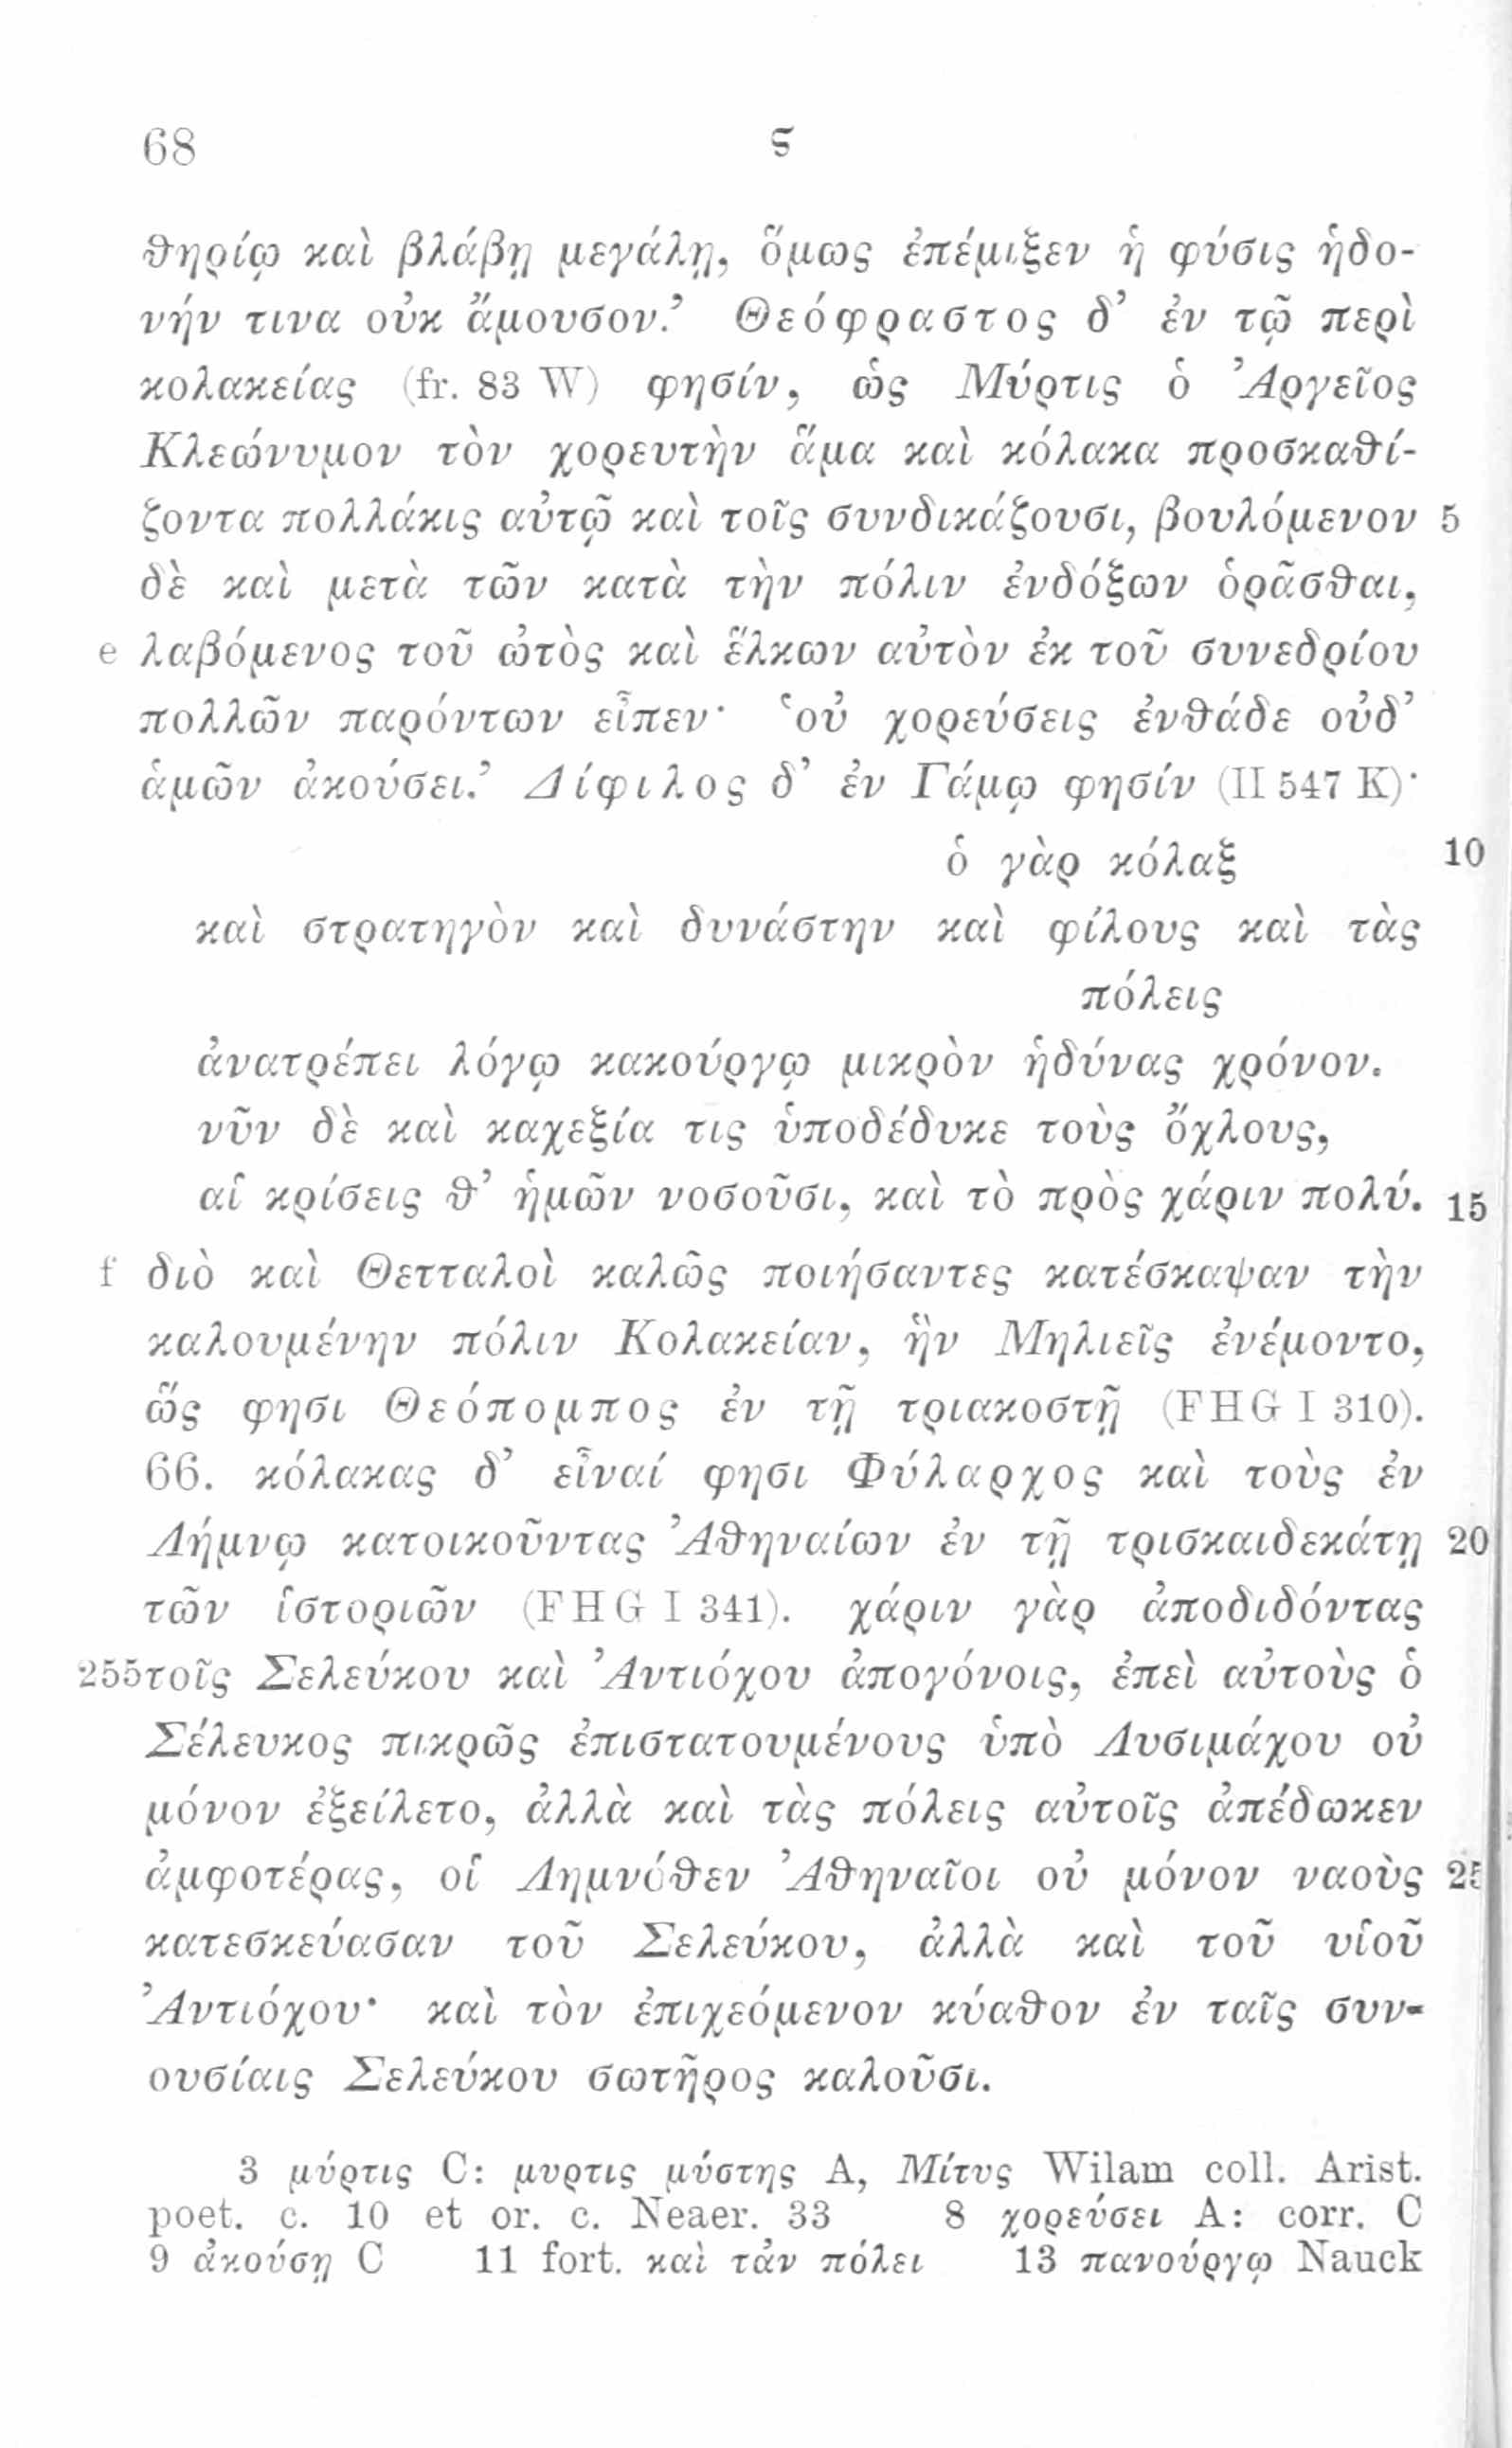 68 ϛ
θηρίῳ καὶ βλάβῃ μεγάλῃ, ὅμως ἐπέμιξεν ἡ φύσις ἡδο-
νήν τινα οὐκ ἄμουσον.’ Θεόφραστος δ’ ἐν τῷ περὶ
κολακείας (fr. 83 W) φησίν, ὡς Μύρτις ὁ Ἀργεῖος
Κλεώνυμον τὸν χορευτὴν ἅμα καὶ κόλακα προσκαθί-
ζοντα πολλάκις αὐτῷ καὶ τοῖς συνδικάζουσι, βουλόμενον 5
δὲ καὶ μετὰ τῶν κατὰ τὴν πόλιν ἐνδόξων ὁρᾶσθαι,
e λαβόμενος τοῦ ὠτὸς καὶ ἕλκων αὐτὸν ἐκ τοῦ συνεδρίου
πολλῶν παρόντων εἶπεν· ‘οὐ χορεύσεις ἐνθάδε οὐδ’
ἁμῶν ἀκούσει.’ Δίφιλος δ’ ἐν Γάμῳ φησίν (II 547 K)·
ὁ γὰρ κόλαξ 10
καὶ στρατηγὸν καὶ δυνάστην καὶ φίλους καὶ τὰς
πόλεις
ἀνατρέπει λόγῳ κακούργῳ μικρὸν ἡδύνας χρόνον.
νῦν δὲ καὶ καχεξία τις ὑποδέδυκε τοὺς ὄχλους,
αἱ κρίσεις θ’ ἡμῶν νοσοῦσι, καὶ τὸ πρὸς χάριν πολύ. 15
f διὸ καὶ Θετταλοὶ καλῶς ποιήσαντες κατέσκαψαν τὴν
καλουμένην πόλιν Κολακείαν, ἣν Μηλιεῖς ἐνέμοντο,
ὥς φησι Θεόπομπος ἐν τῇ τριακοστῇ (FHG I 310).
66. κόλακας δ’ εἶναί φησι Φύλαρχος καὶ τοὺς ἐν
Λήμνῳ κατοικοῦντας Ἀθηναίων ἐν τῇ τρισκαιδεκάτῃ 20
τῶν ἱστοριῶν (FHG I 341). χάριν γὰρ ἀποδιδόντας
255 τοῖς Σελεύκου καὶ Ἀντιόχου ἀπογόνοις, ἐπεὶ αὐτοὺς ὁ
Σέλευκος πικρῶς ἐπιστατουμένους ὑπὸ Λυσιμάχου οὐ
μόνον ἐξείλετο, ἀλλὰ καὶ τὰς πόλεις αὐτοῖς ἀπέδωκεν
ἀμφοτέρας, οἱ Λημνόθεν Ἀθηναῖοι οὐ μόνον ναοὺς 25
κατεσκεύασαν τοῦ Σελεύκου, ἀλλὰ καὶ τοῦ υἱοῦ
Ἀντιόχου· καὶ τὸν ἐπιχεόμενον κύαθον ἐν ταῖς συν-
ουσίαις Σελεύκου σωτῆρος καλοῦσι.
3 μύρτις C: μυρτις μύστης A, Μίτυς Wilam coll. Arist.
poet. c. 10 et or. c. Neaer. 33 8 χορεύσει A: corr. C
9 ἀκούσῃ C 11 fort. καὶ τἀν πόλει 13 πανούργῳ Nauck